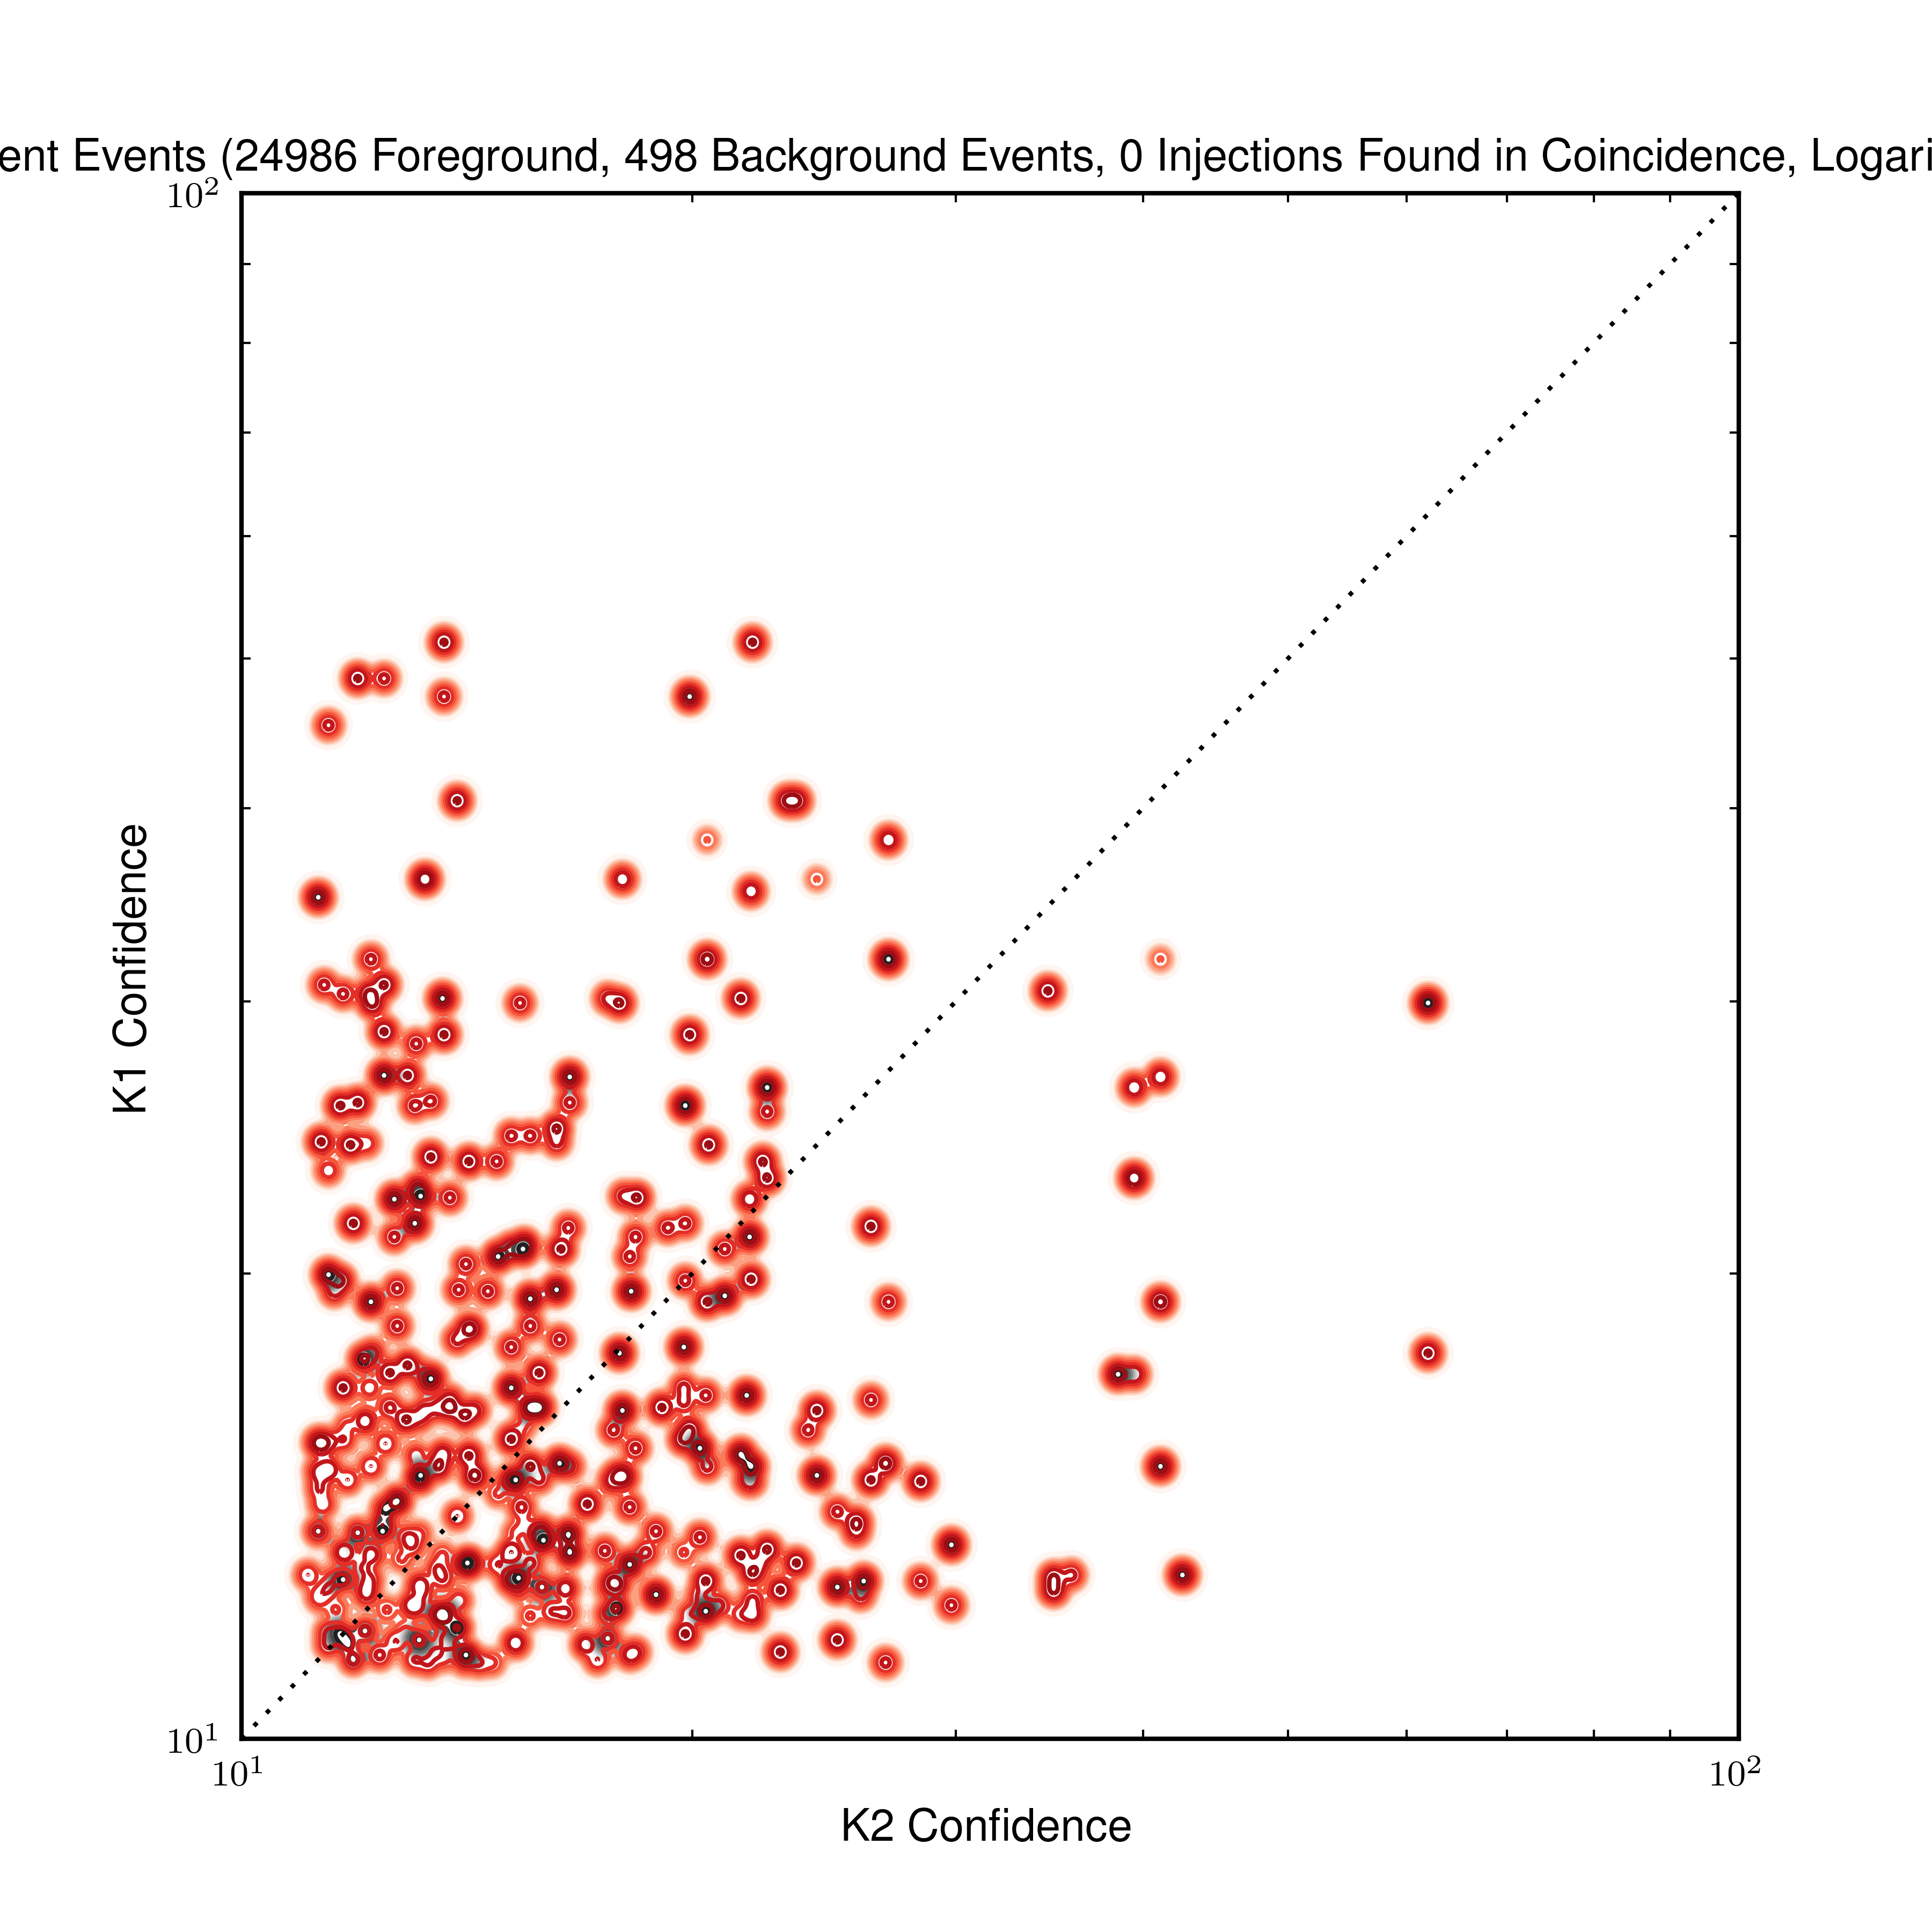 ent Events (24986 Foreground, 498 Background Events, 0 Injections Found in Coincidence, Logari
10²
K1 Confidence
10¹
10¹ 10²
K2 Confidence